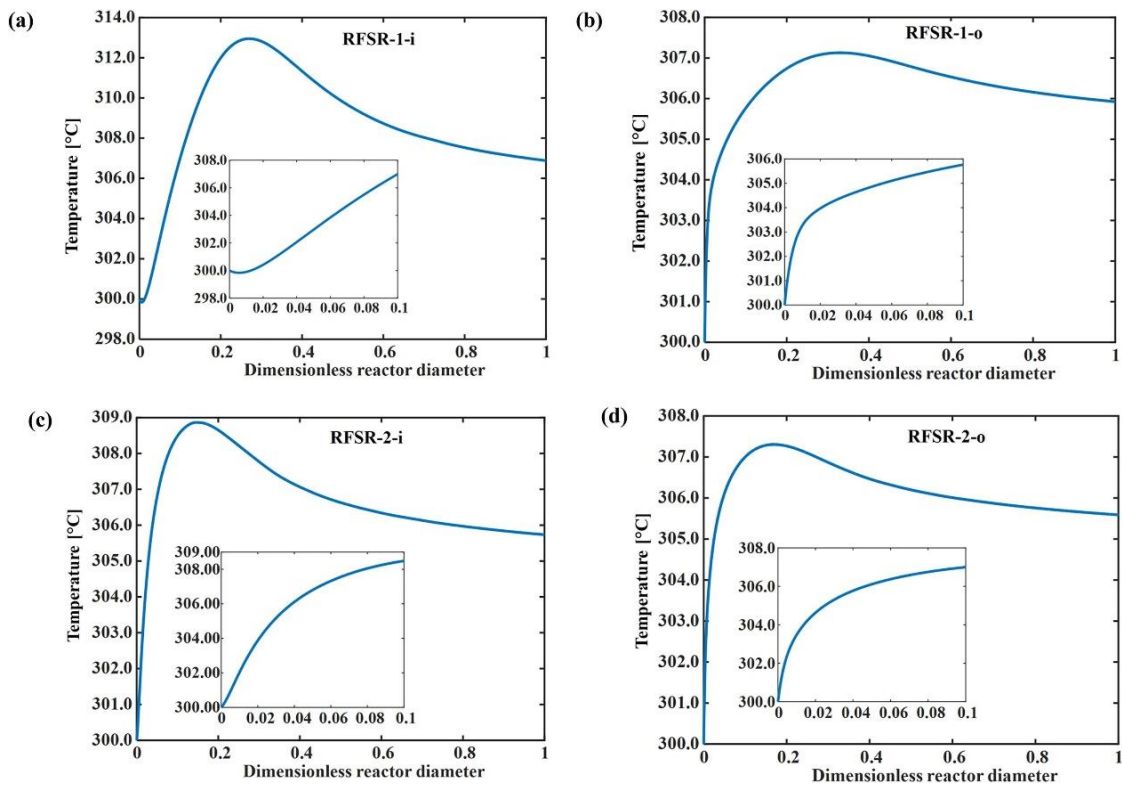 (a)
RFSR-1-i
314.0
312.0
310.0
308.0
306.0
304.0
302.0
300.0
298.0
Temperature [°C]
0 0.2 0.4 0.6 0.8 1
Dimensionless reactor diameter
308.0
306.0
304.0
302.0
300.0
298.0
0 0.02 0.04 0.06 0.08 0.1
(b)
RFSR-1-o
308.0
307.0
306.0
305.0
304.0
303.0
302.0
301.0
300.0
Temperature [°C]
0 0.2 0.4 0.6 0.8 1
Dimensionless reactor diameter
306.0
305.0
304.0
303.0
302.0
301.0
300.0
0 0.02 0.04 0.06 0.08 0.1
(c)
RFSR-2-i
309.0
308.0
307.0
306.0
305.0
304.0
303.0
302.0
301.0
300.0
Temperature [°C]
0 0.2 0.4 0.6 0.8 1
Dimensionless reactor diameter
309.00
308.00
306.00
304.00
302.00
300.00
0 0.02 0.04 0.06 0.08 0.1
(d)
RFSR-2-o
308.0
307.0
306.0
305.0
304.0
303.0
302.0
301.0
300.0
Temperature [°C]
0 0.2 0.4 0.6 0.8 1
Dimensionless reactor diameter
308.0
306.0
304.0
302.0
300.0
0 0.02 0.04 0.06 0.08 0.1